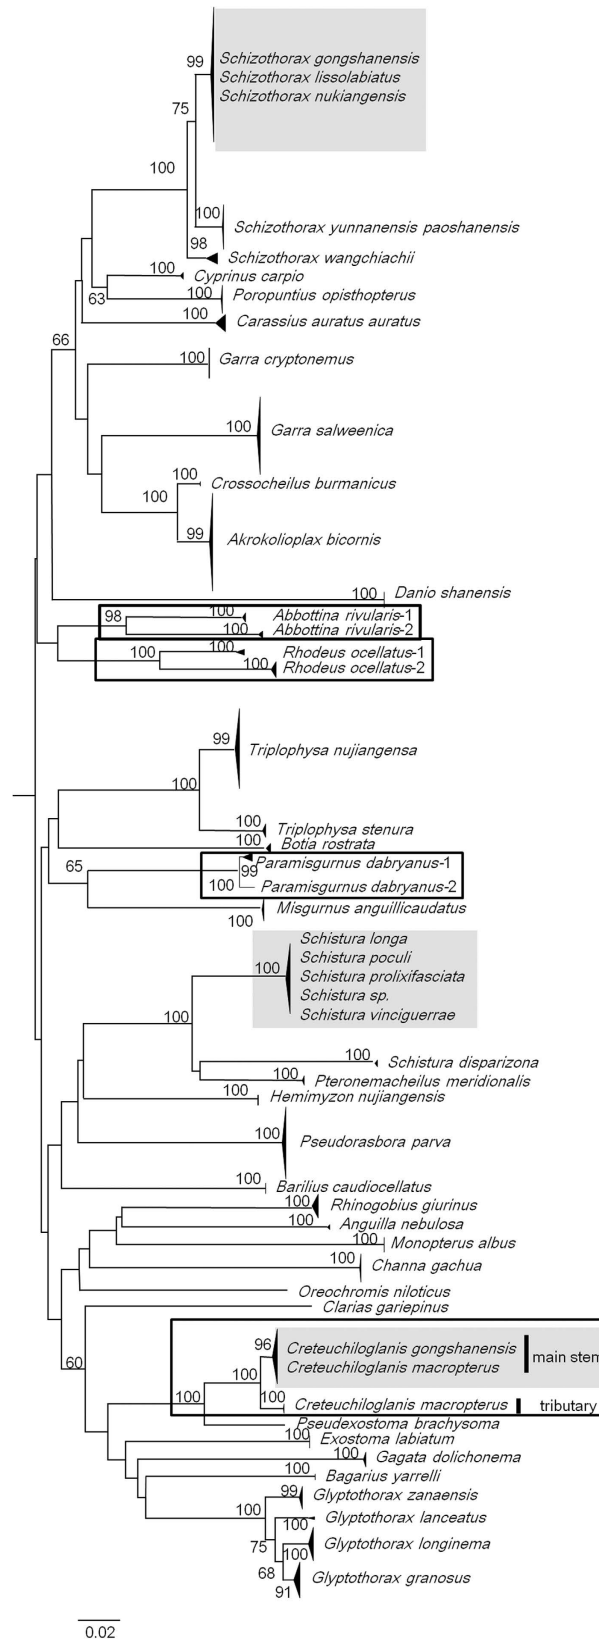 99
Schizothorax gongshanensis
Schizothorax lissolabiatus
Schizothorax nukiangensis
75
100
100
Schizothorax yunnanensis paoshanensis
98
Schizothorax wangchiachii
100
Cyprinus carpio
63
100
Poropuntius opisthopterus
100
Carassius auratus auratus
66
100
Garra cryptonemus
100
Garra salweenica
100
Crossocheilus burmanicus
100
99
Akrokolioplax bicornis
100
Danio shanensis
98
100
Abbottina rivularis-1
100
Abbottina rivularis-2
100
100
Rhodeus ocellatus-1
100
Rhodeus ocellatus-2
99
Triplophysa nujiangensa
100
100
Triplophysa stenura
100
Botia rostrata
65
Paramisgurnus dabryanus-1
99
100
Paramisgurnus dabryanus-2
100
Misgurnus anguillicaudatus
100
Schistura longa
Schistura poculi
Schistura prolixifasciata
Schistura sp.
Schistura vinciguerrae
100
100
Schistura disparizona
100
Pteronemacheilus meridionalis
100
Hemimyzon nujiangensis
100
Pseudorasbora parva
100
Barilius caudiocellatus
100
Rhinogobius giurinus
100
Anguilla nebulosa
100
Monopterus albus
100
Channa gachua
Oreochromis niloticus
Clarias gariepinus
60
96
Creteuchiloglanis gongshanensis
Creteuchiloglanis macropterus
main stem
100
100
100
Creteuchiloglanis macropterus
tributary
Pseudexostoma brachysoma
100
Exostoma labiatum
100
Gagata dolichonema
100
Bagarius yarrelli
99
Glyptothorax zanaensis
100
100
Glyptothorax lanceatus
75
100
Glyptothorax longinema
68
91
Glyptothorax granosus
0.02